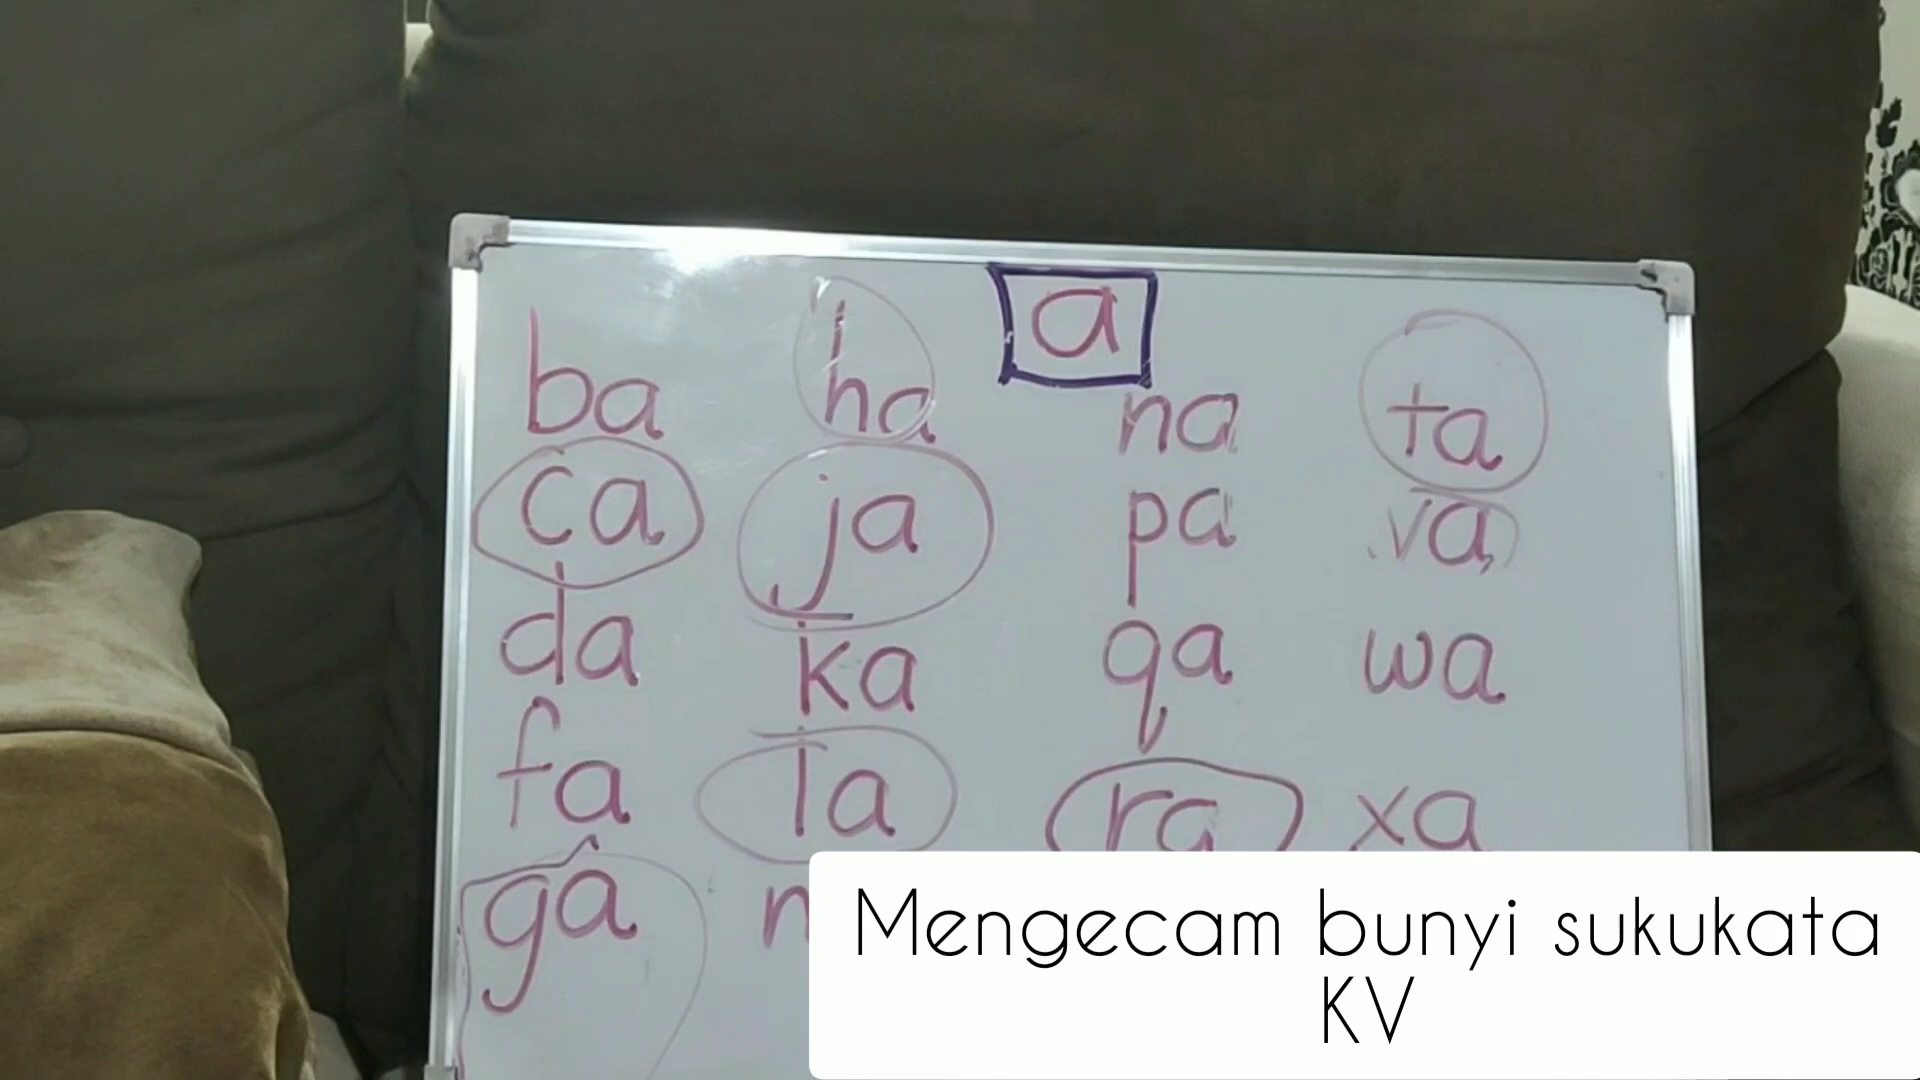 a
ba ha na ta
ca ja pa va
da ka qa wa
fa la ra xa
ga
Mengecam bunyi sukukata
KV